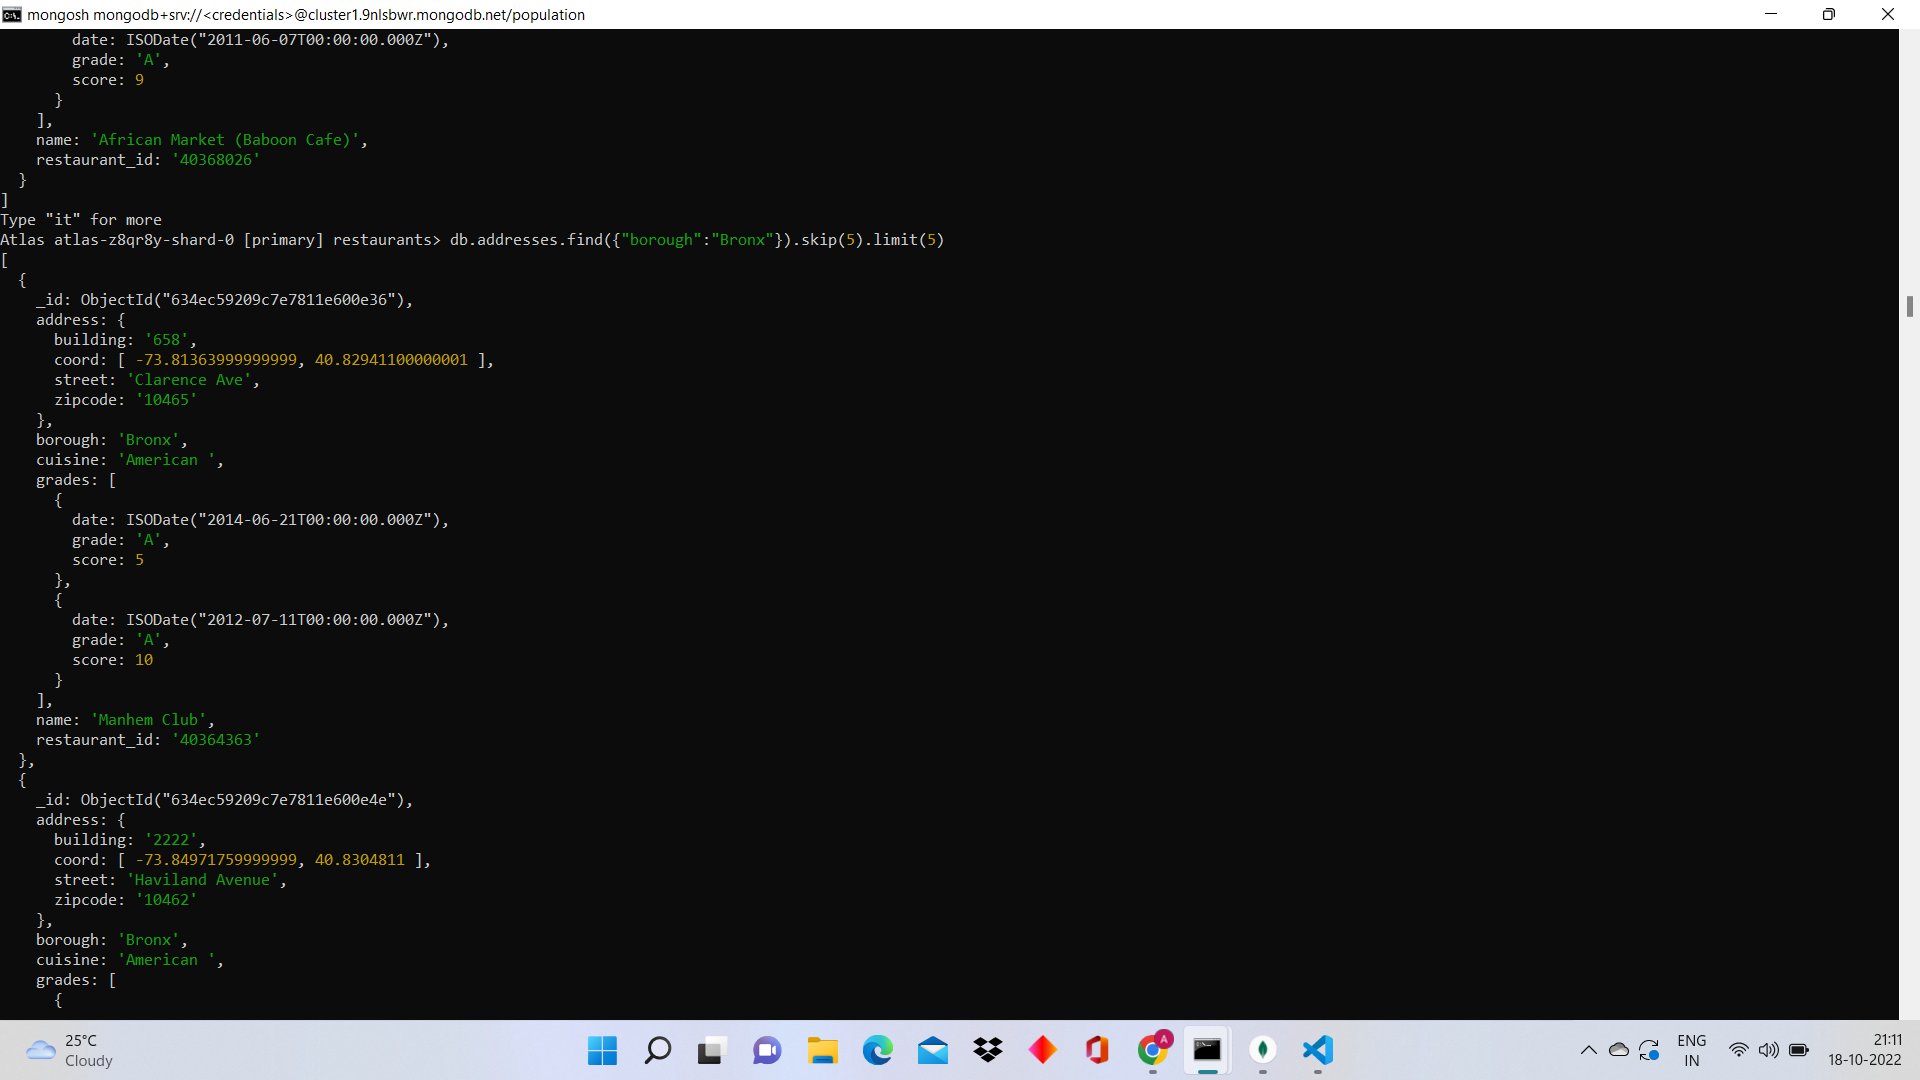 mongosh mongodb+srv://<credentials>@cluster1.9nlsbwr.mongodb.net/population
        date: ISODate("2011-06-07T00:00:00.000Z"),
        grade: 'A',
        score: 9
      }
    ],
    name: 'African Market (Baboon Cafe)',
    restaurant_id: '40368026'
  }
]
Type "it" for more
Atlas atlas-z8qr8y-shard-0 [primary] restaurants> db.addresses.find({"borough":"Bronx"}).skip(5).limit(5)
[
  {
    _id: ObjectId("634ec59209c7e7811e600e36"),
    address: {
      building: '658',
      coord: [ -73.81363999999999, 40.82941100000001 ],
      street: 'Clarence Ave',
      zipcode: '10465'
    },
    borough: 'Bronx',
    cuisine: 'American ',
    grades: [
      {
        date: ISODate("2014-06-21T00:00:00.000Z"),
        grade: 'A',
        score: 5
      },
      {
        date: ISODate("2012-07-11T00:00:00.000Z"),
        grade: 'A',
        score: 10
      }
    ],
    name: 'Manhem Club',
    restaurant_id: '40364363'
  },
  {
    _id: ObjectId("634ec59209c7e7811e600e4e"),
    address: {
      building: '2222',
      coord: [ -73.84971759999999, 40.8304811 ],
      street: 'Haviland Avenue',
      zipcode: '10462'
    },
    borough: 'Bronx',
    cuisine: 'American ',
    grades: [
      {
25°C
Cloudy
A
ENG
IN
21:11
18-10-2022